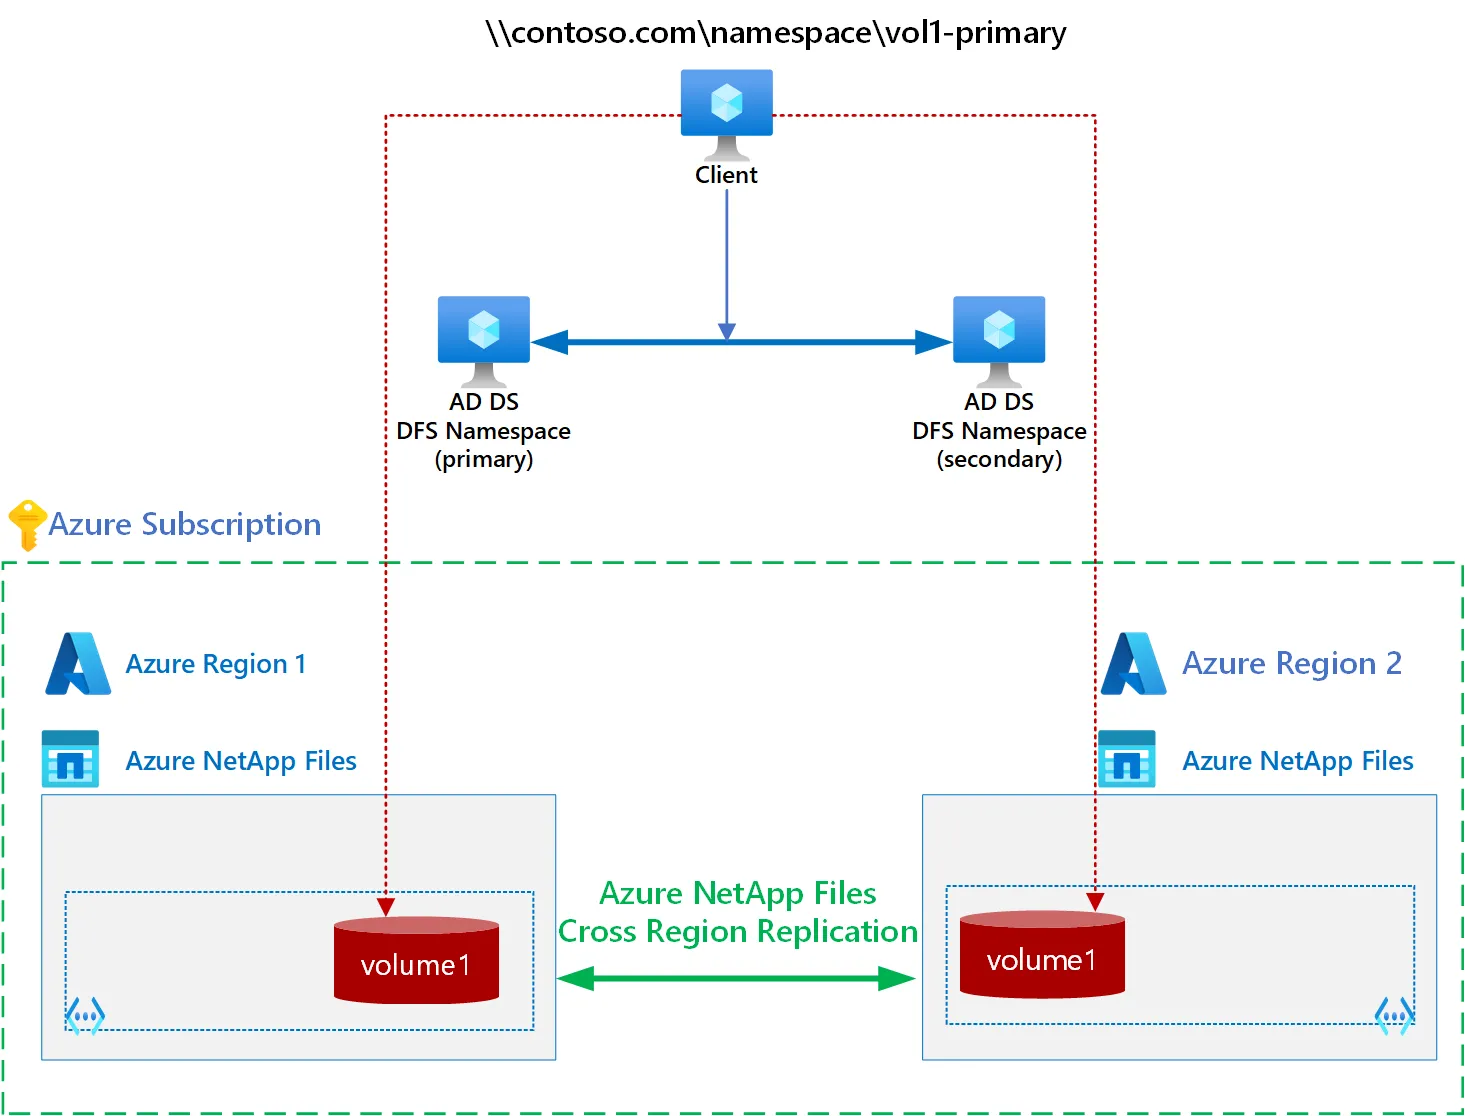 \\contoso.com\namespace\vol1-primary
Client
AD DS
DFS Namespace
(primary)
AD DS
DFS Namespace
(secondary)
Azure Subscription
Azure Region 1
Azure Region 2
Azure NetApp Files
Azure NetApp Files
Azure NetApp Files
Cross Region Replication
volume1
volume1